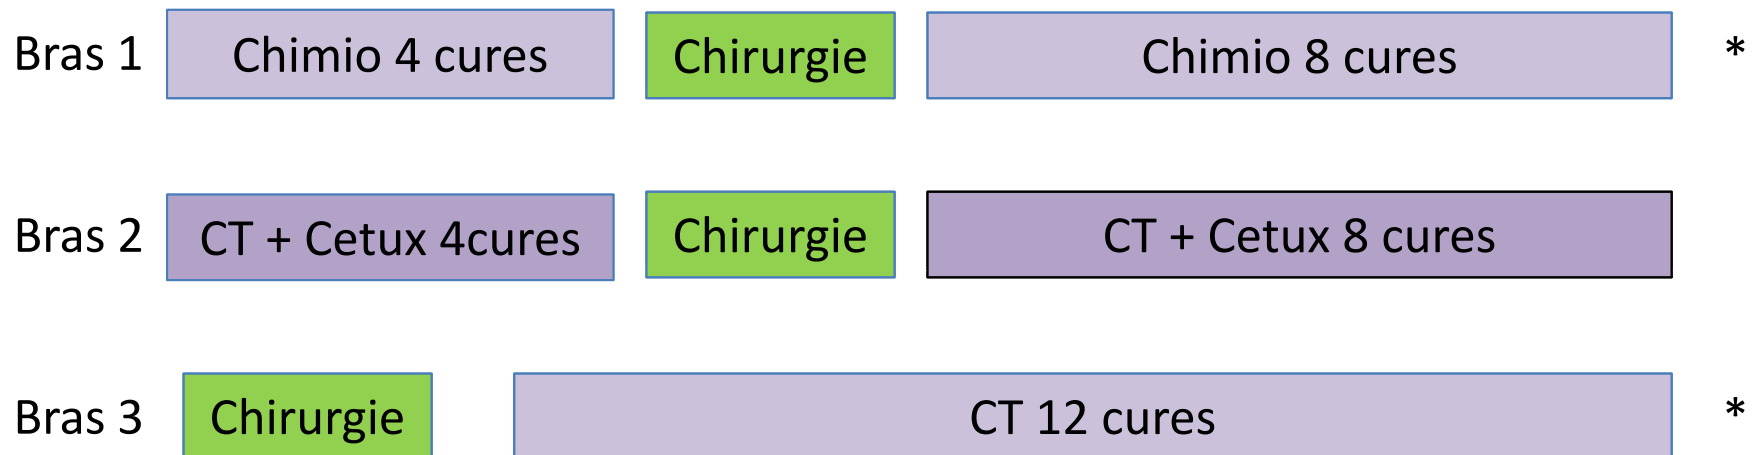 Bras 1 Chimio 4 cures Chirurgie Chimio 8 cures *
Bras 2 CT + Cetux 4cures Chirurgie CT + Cetux 8 cures
Bras 3 Chirurgie CT 12 cures *